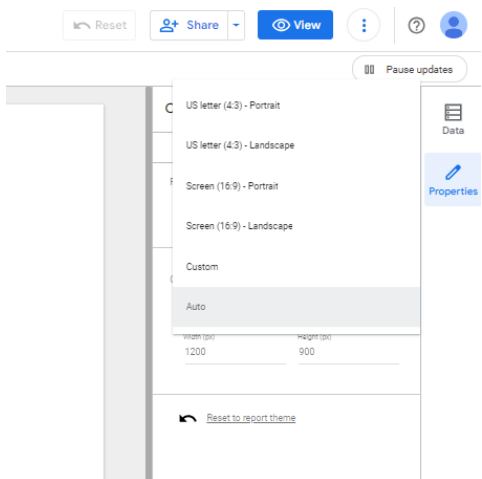 Reset
Share
View
Pause updates
US letter (4:3) - Portrait
US letter (4:3) - Landscape
Screen (16:9) - Portrait
Screen (16:9) - Landscape
Custom
Auto
Width (px) Height (px)
1200 900
Reset to report theme
Data
Properties